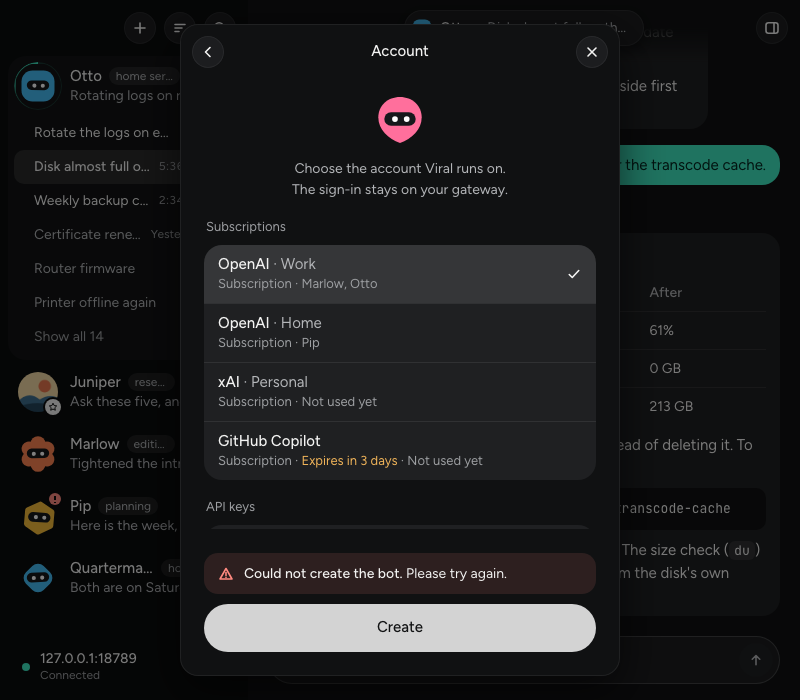 Account
Choose the account Viral runs on.
The sign-in stays on your gateway.
Subscriptions
OpenAI · Work
Subscription · Marlow, Otto
OpenAI · Home
Subscription · Pip
xAI · Personal
Subscription · Not used yet
GitHub Copilot
Subscription · Expires in 3 days · Not used yet
API keys
Could not create the bot. Please try again.
Create
Otto home ser...
Rotating logs on
Rotate the logs on e...
Disk almost full o... 5:36
Weekly backup c... 2:34
Certificate rene... Yeste
Router firmware
Printer offline again
Show all 14
Juniper rese...
Ask these five, an
Marlow editi...
Tightened the intr
Pip planning
Here is the week,
Quarterma... ho
Both are on Satur
127.0.0.1:18789
Connected
side first
the transcode cache.
After
61%
0 GB
213 GB
ead of deleting it. To
transcode-cache
The size check ( du )
m the disk's own